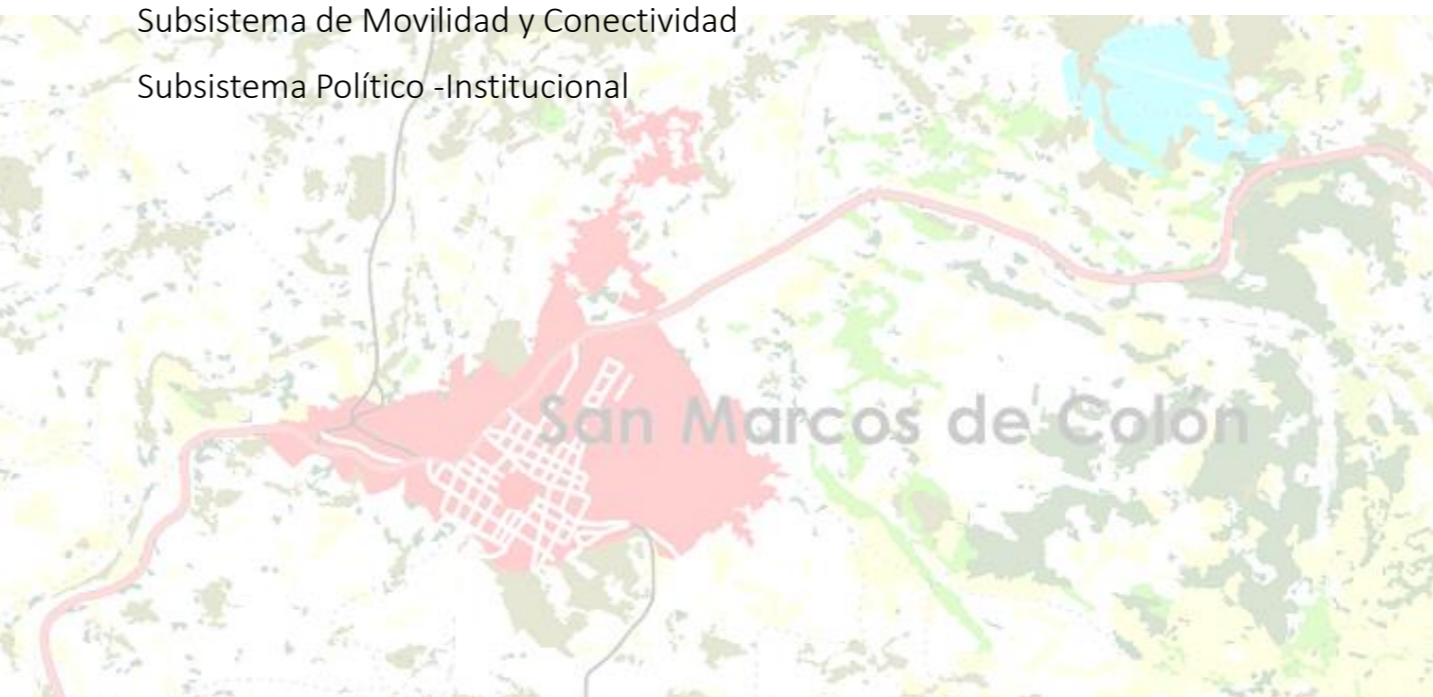 Subsistema de Movilidad y Conectividad
Subsistema Político -Institucional
San Marcos de Colón